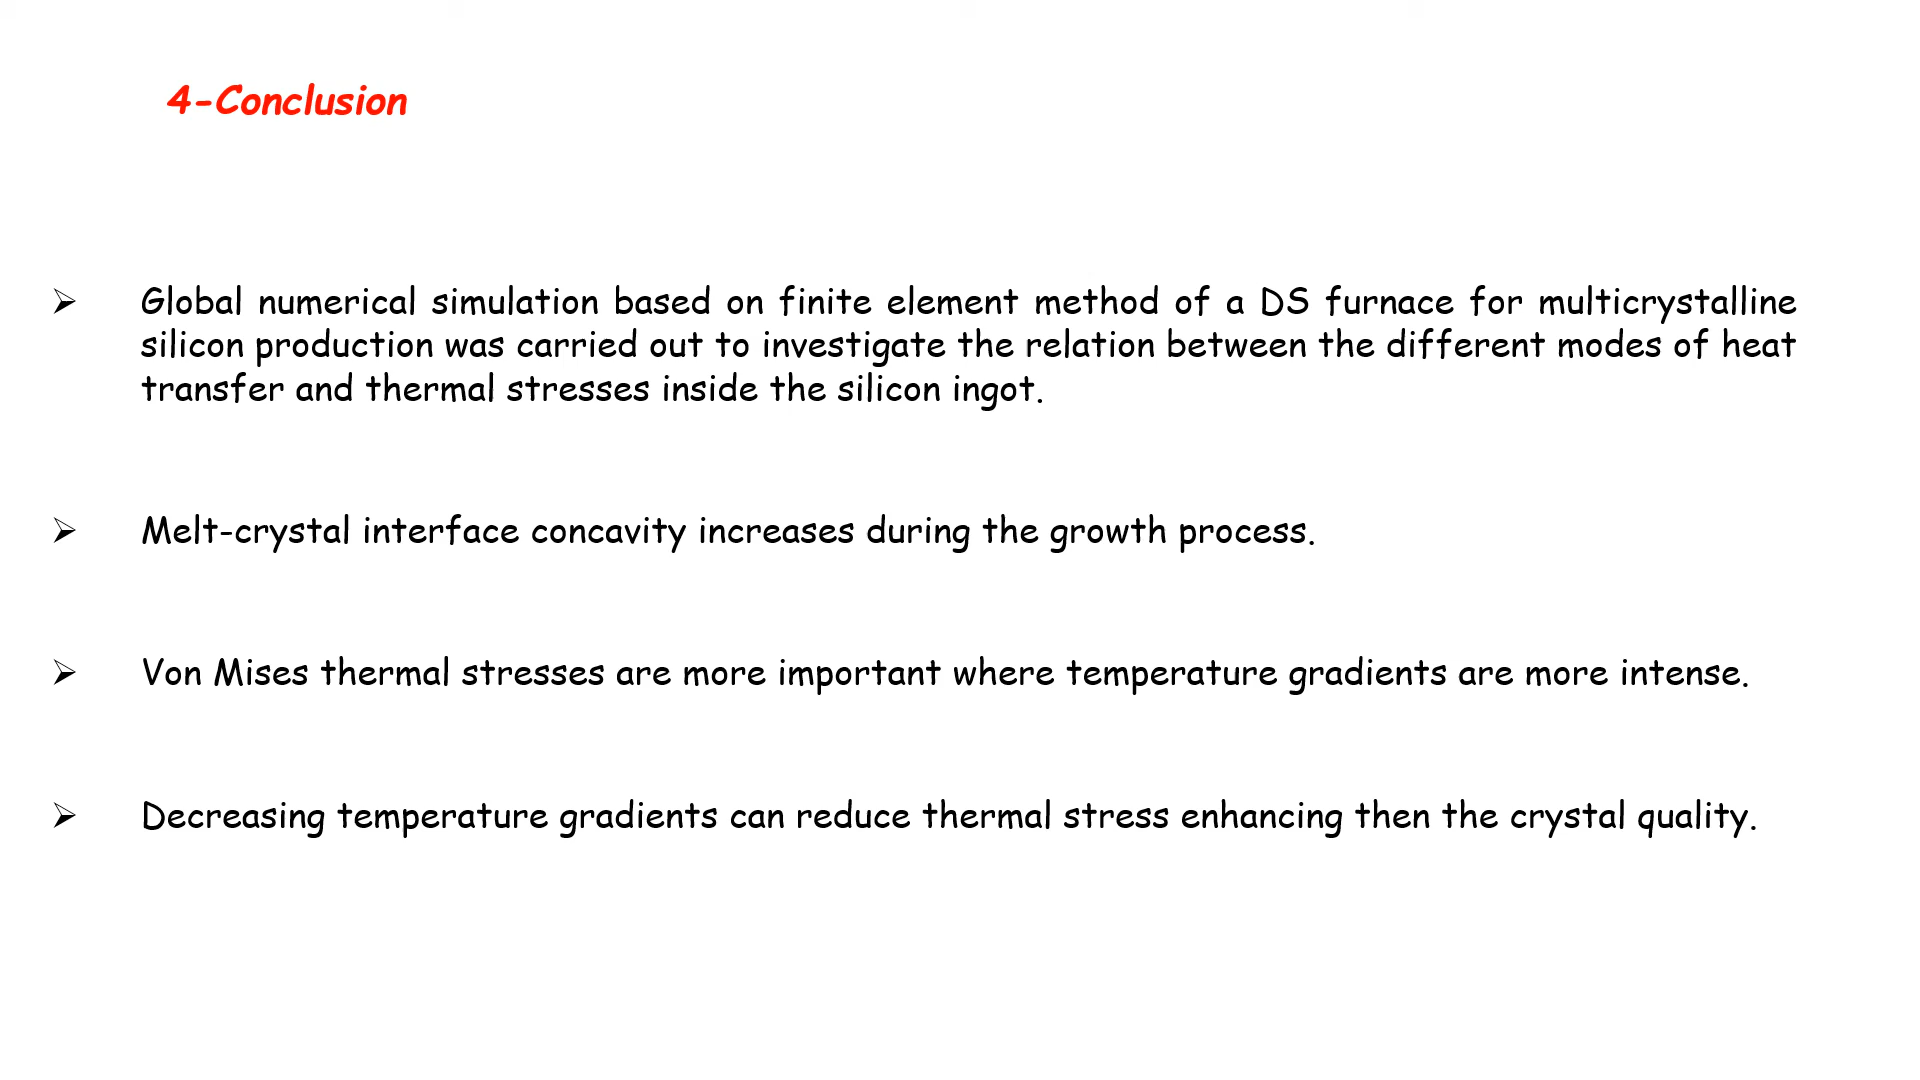 4-Conclusion
➢ Global numerical simulation based on finite element method of a DS furnace for multicrystalline
silicon production was carried out to investigate the relation between the different modes of heat
transfer and thermal stresses inside the silicon ingot.
➢ Melt-crystal interface concavity increases during the growth process.
➢ Von Mises thermal stresses are more important where temperature gradients are more intense.
➢ Decreasing temperature gradients can reduce thermal stress enhancing then the crystal quality.